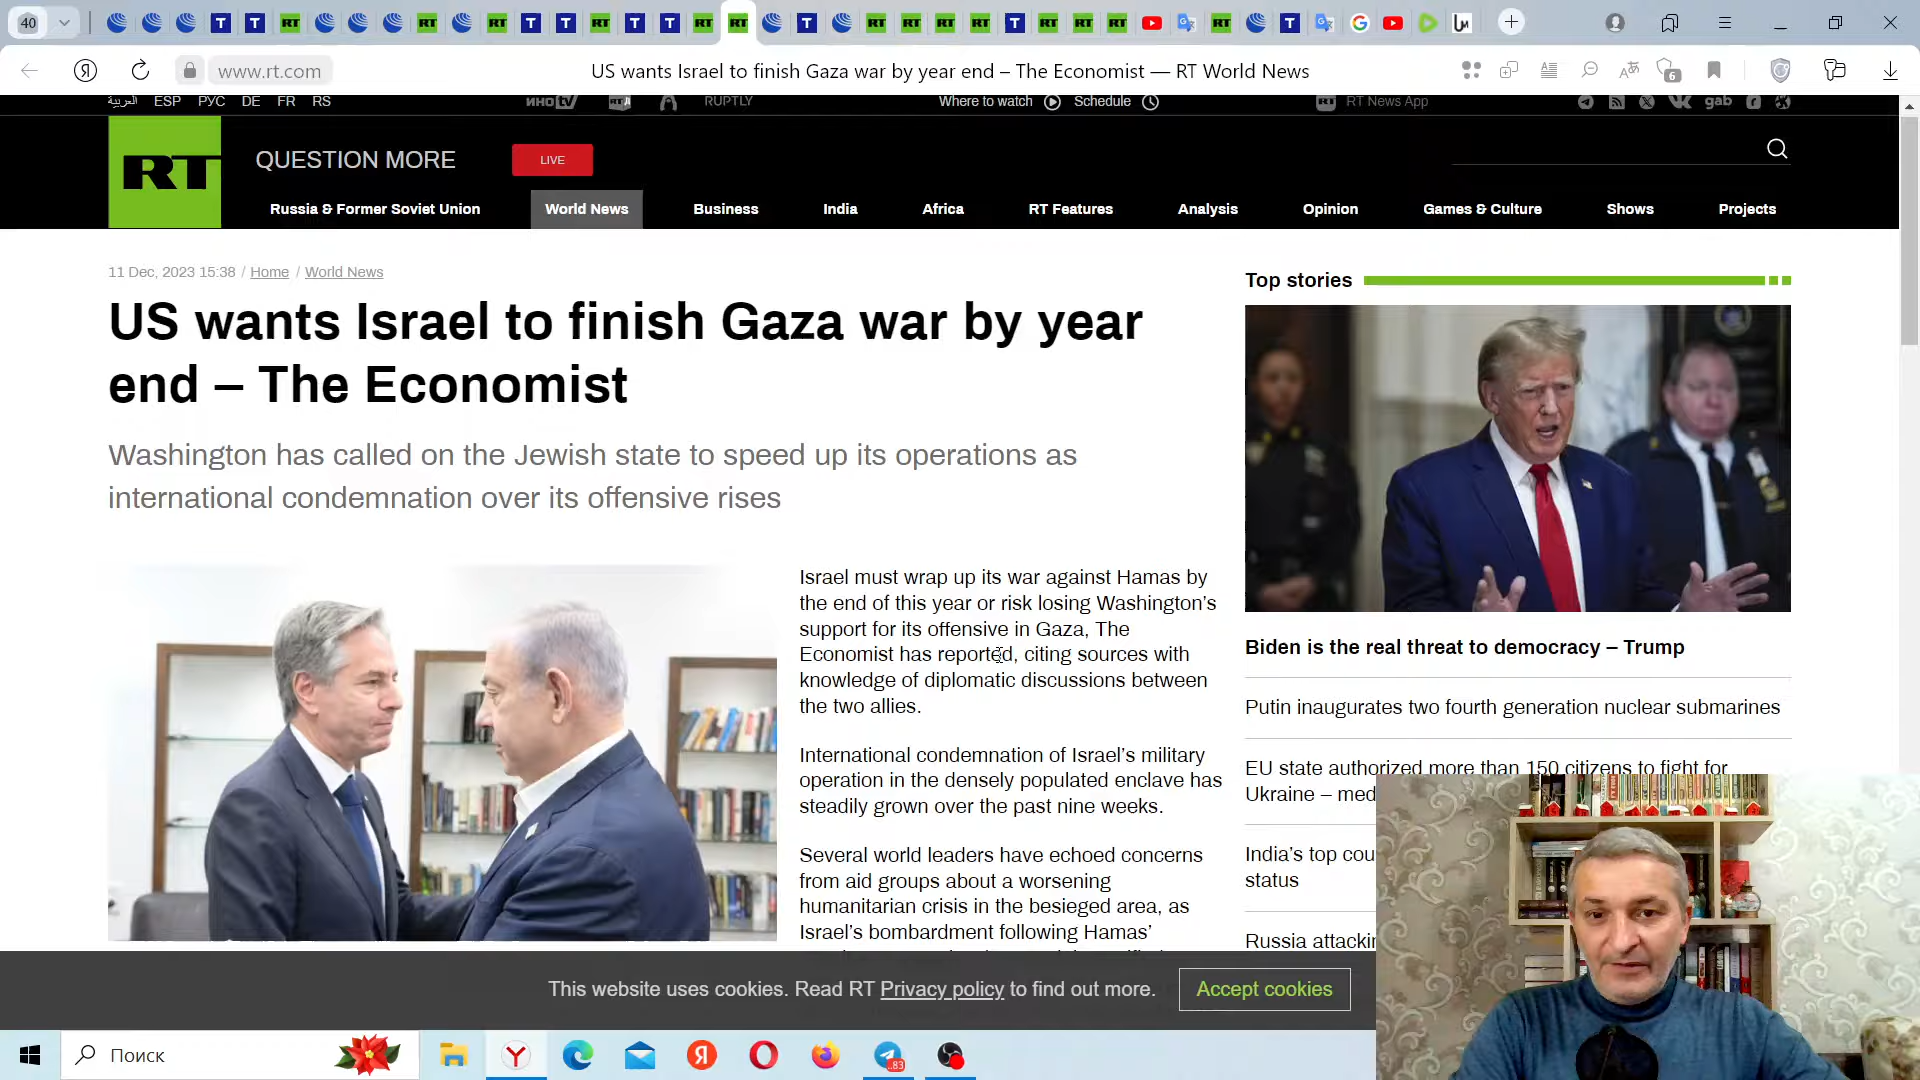 40
www.rt.com
US wants Israel to finish Gaza war by year end – The Economist — RT World News
6
العربية ESP РУС DE FR RS
ИНО TV
RUPTLY
Where to watch
Schedule
RT News App
gab
RT
QUESTION MORE
LIVE
Russia & Former Soviet Union
World News
Business
India
Africa
RT Features
Analysis
Opinion
Games & Culture
Shows
Projects
11 Dec, 2023 15:38 / Home / World News
US wants Israel to finish Gaza war by year
end – The Economist
Washington has called on the Jewish state to speed up its operations as
international condemnation over its offensive rises
Israel must wrap up its war against Hamas by
the end of this year or risk losing Washington’s
support for its offensive in Gaza, The
Economist has reported, citing sources with
knowledge of diplomatic discussions between
the two allies.
International condemnation of Israel’s military
operation in the densely populated enclave has
steadily grown over the past nine weeks.
Several world leaders have echoed concerns
from aid groups about a worsening
humanitarian crisis in the besieged area, as
Israel’s bombardment following Hamas’
Top stories
Biden is the real threat to democracy – Trump
Putin inaugurates two fourth generation nuclear submarines
EU state authorized more than 150 citizens to fight for
Ukraine – med
India’s top cou
status
Russia attackin
This website uses cookies. Read RT Privacy policy to find out more.
Accept cookies
Поиск
83